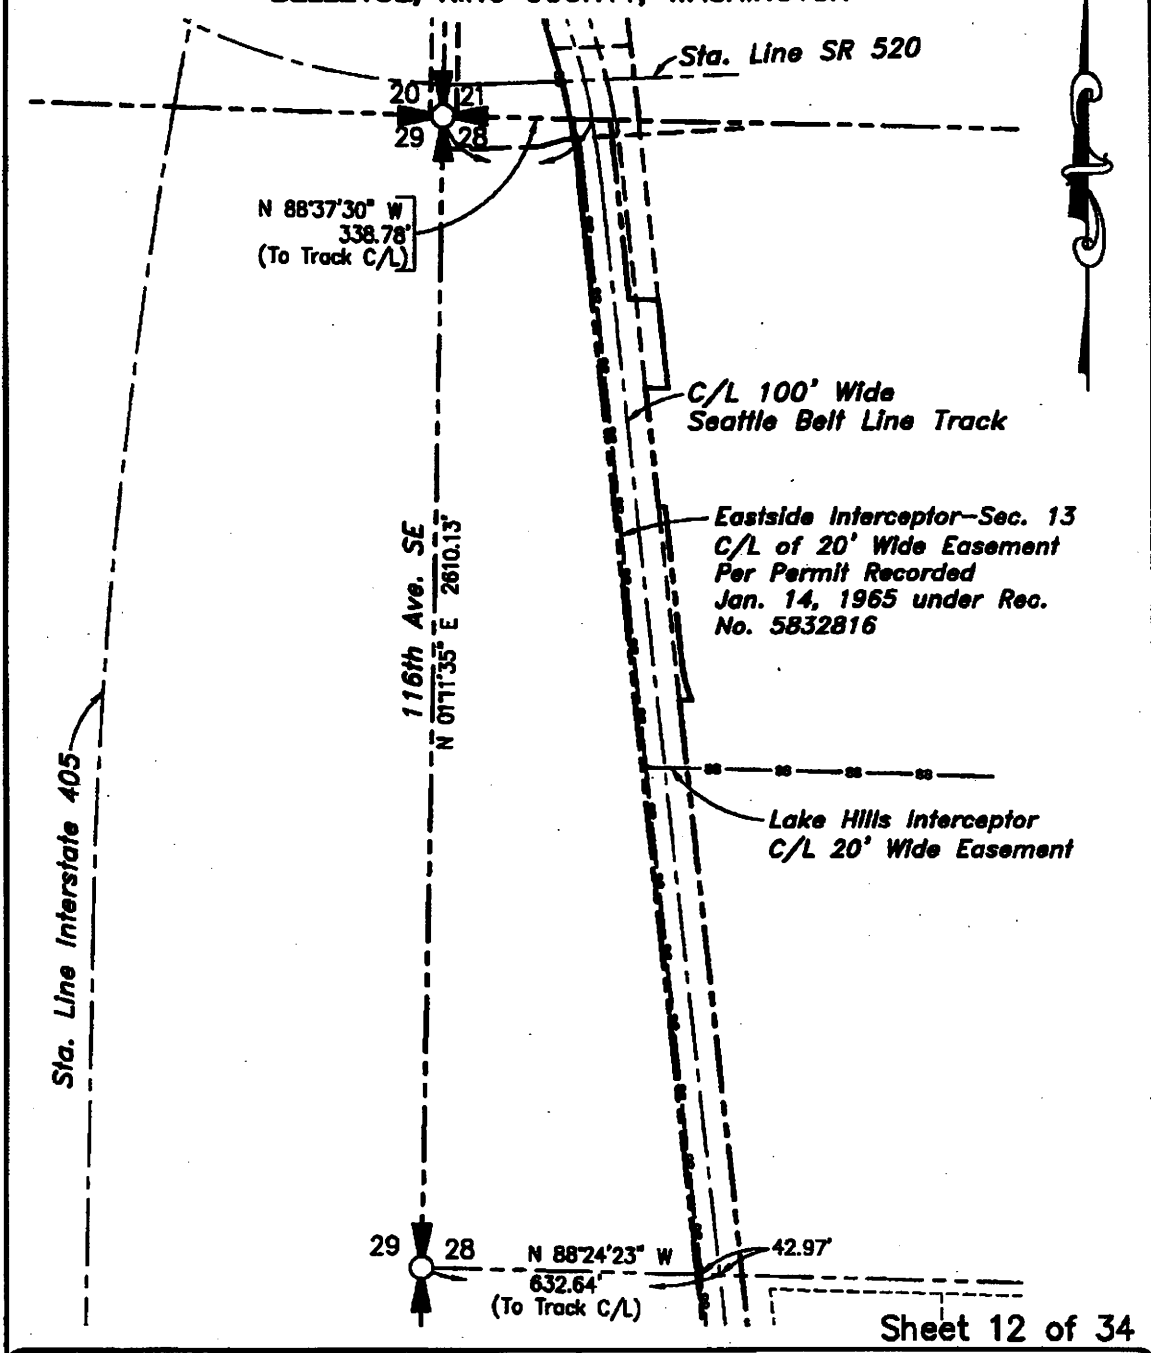 Sta. Line SR 520
20 21
29 28
N 88°37'30" W
338.78'
(To Track C/L)
C/L 100' Wide
Seattle Belt Line Track
Eastside Interceptor-Sec. 13
C/L of 20' Wide Easement
Per Permit Recorded
Jan. 14, 1965 under Rec.
No. 5832816
116th Ave. SE
N 01°11'35" E 2610.13'
Sta. Line Interstate 405
Lake Hills Interceptor
C/L 20' Wide Easement
29 28
N 88°24'23" W
632.64'
(To Track C/L)
42.97'
Sheet 12 of 34